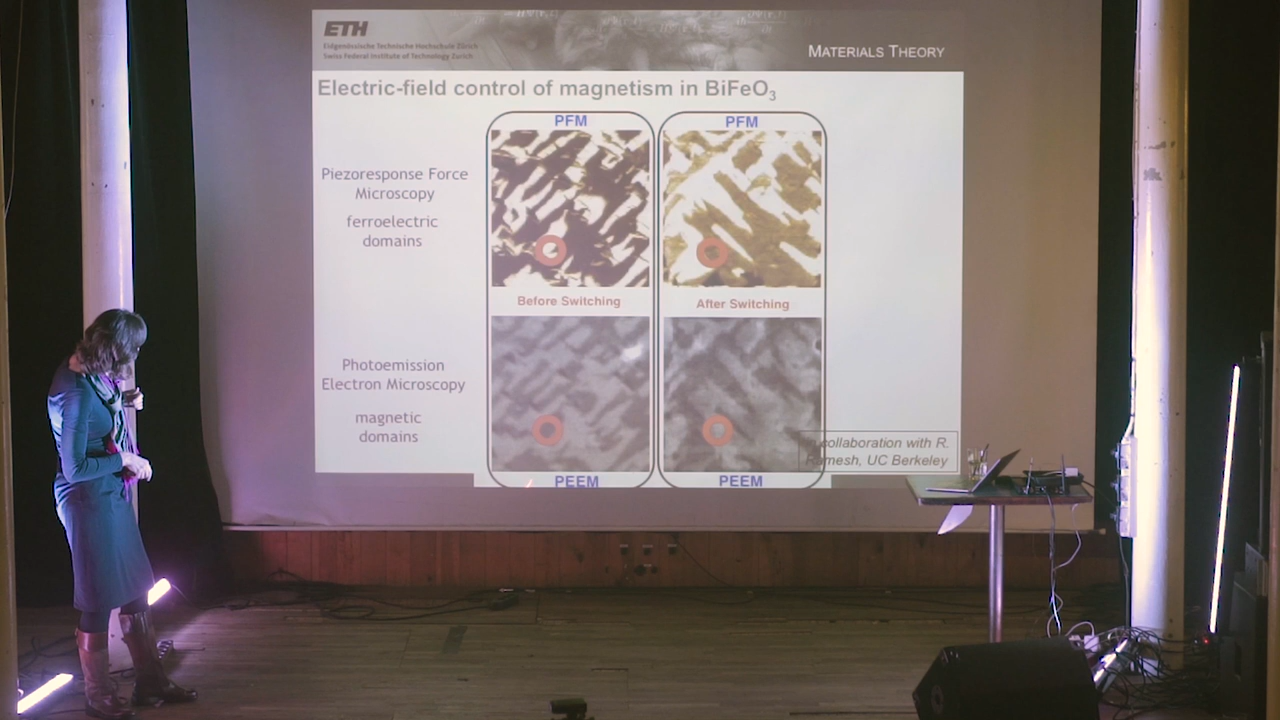 ETH
Eidgenössische Technische Hochschule Zürich
Swiss Federal Institute of Technology Zurich
MATERIALS THEORY
Electric-field control of magnetism in BiFeO3
PFM
PFM
Piezoresponse Force
Microscopy
ferroelectric
domains
Before Switching
After Switching
Photoemission
Electron Microscopy
magnetic
domains
In collaboration with R.
Ramesh, UC Berkeley
PEEM
PEEM